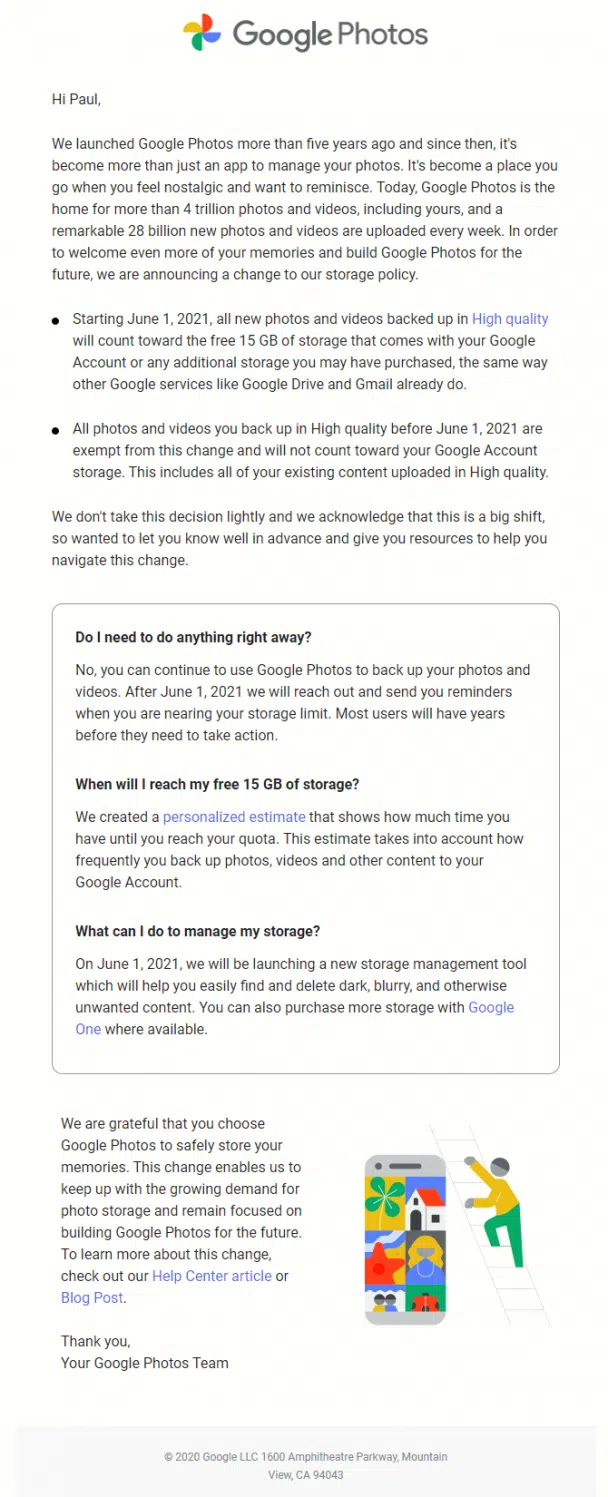 Google Photos
Hi Paul,
We launched Google Photos more than five years ago and since then, it's
become more than just an app to manage your photos. It's become a place you
go when you feel nostalgic and want to reminisce. Today, Google Photos is the
home for more than 4 trillion photos and videos, including yours, and a
remarkable 28 billion new photos and videos are uploaded every week. In order
to welcome even more of your memories and build Google Photos for the
future, we are announcing a change to our storage policy.
● Starting June 1, 2021, all new photos and videos backed up in High quality
will count toward the free 15 GB of storage that comes with your Google
Account or any additional storage you may have purchased, the same way
other Google services like Google Drive and Gmail already do.
● All photos and videos you back up in High quality before June 1, 2021 are
exempt from this change and will not count toward your Google Account
storage. This includes all of your existing content uploaded in High quality.
We don't take this decision lightly and we acknowledge that this is a big shift,
so wanted to let you know well in advance and give you resources to help you
navigate this change.
Do I need to do anything right away?
No, you can continue to use Google Photos to back up your photos and
videos. After June 1, 2021 we will reach out and send you reminders
when you are nearing your storage limit. Most users will have years
before they need to take action.
When will I reach my free 15 GB of storage?
We created a personalized estimate that shows how much time you
have until you reach your quota. This estimate takes into account how
frequently you back up photos, videos and other content to your
Google Account.
What can I do to manage my storage?
On June 1, 2021, we will be launching a new storage management tool
which will help you easily find and delete dark, blurry, and otherwise
unwanted content. You can also purchase more storage with Google
One where available.
We are grateful that you choose
Google Photos to safely store your
memories. This change enables us to
keep up with the growing demand for
photo storage and remain focused on
building Google Photos for the future.
To learn more about this change,
check out our Help Center article or
Blog Post.
Thank you,
Your Google Photos Team
© 2020 Google LLC 1600 Amphitheatre Parkway, Mountain
View, CA 94043